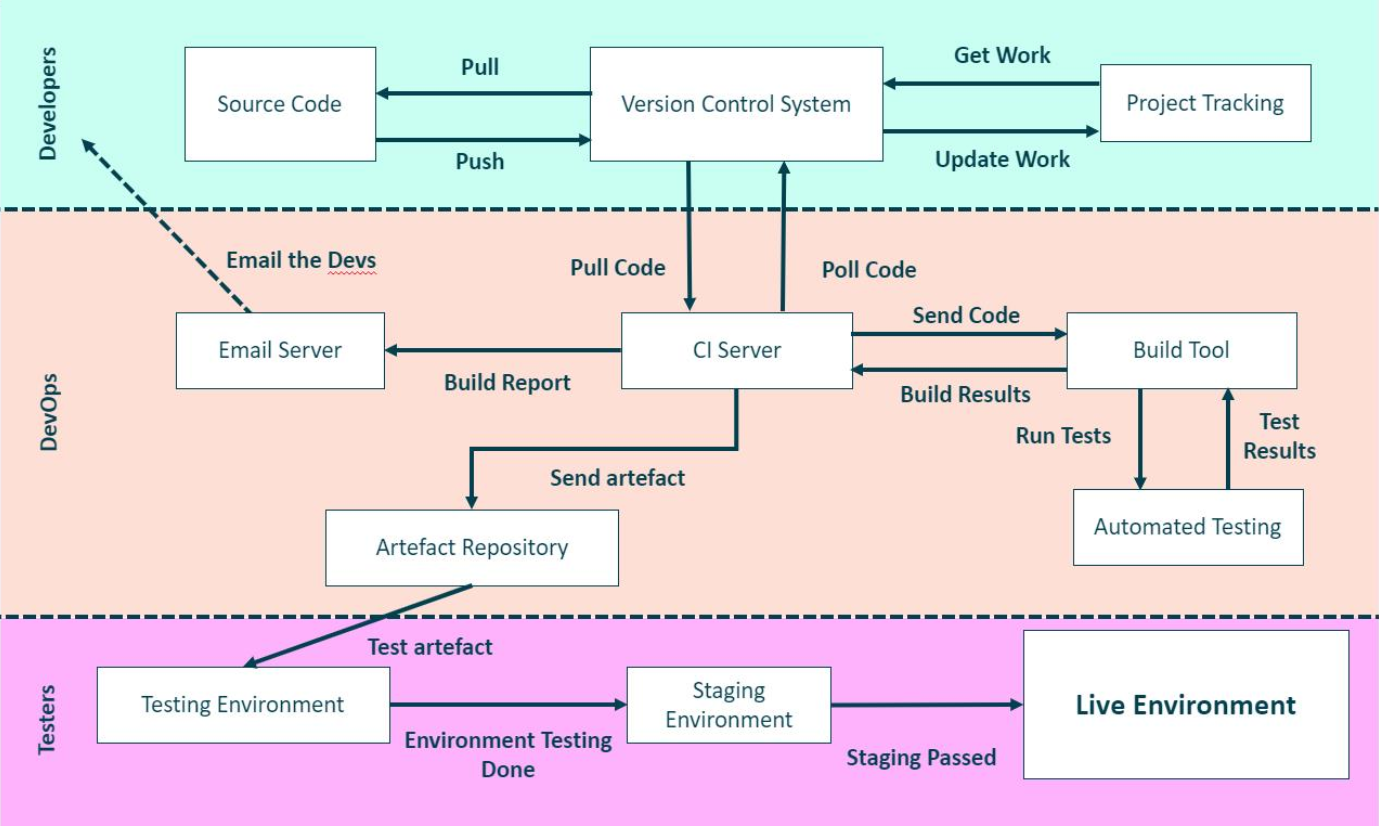 Developers
Source Code
Pull
Push
Version Control System
Get Work
Update Work
Project Tracking
DevOps
Email the Devs
Pull Code
Poll Code
Email Server
Build Report
CI Server
Send Code
Build Results
Build Tool
Run Tests
Test
Results
Send artefact
Artefact Repository
Automated Testing
Testers
Test artefact
Testing Environment
Environment Testing
Done
Staging
Environment
Staging Passed
Live Environment